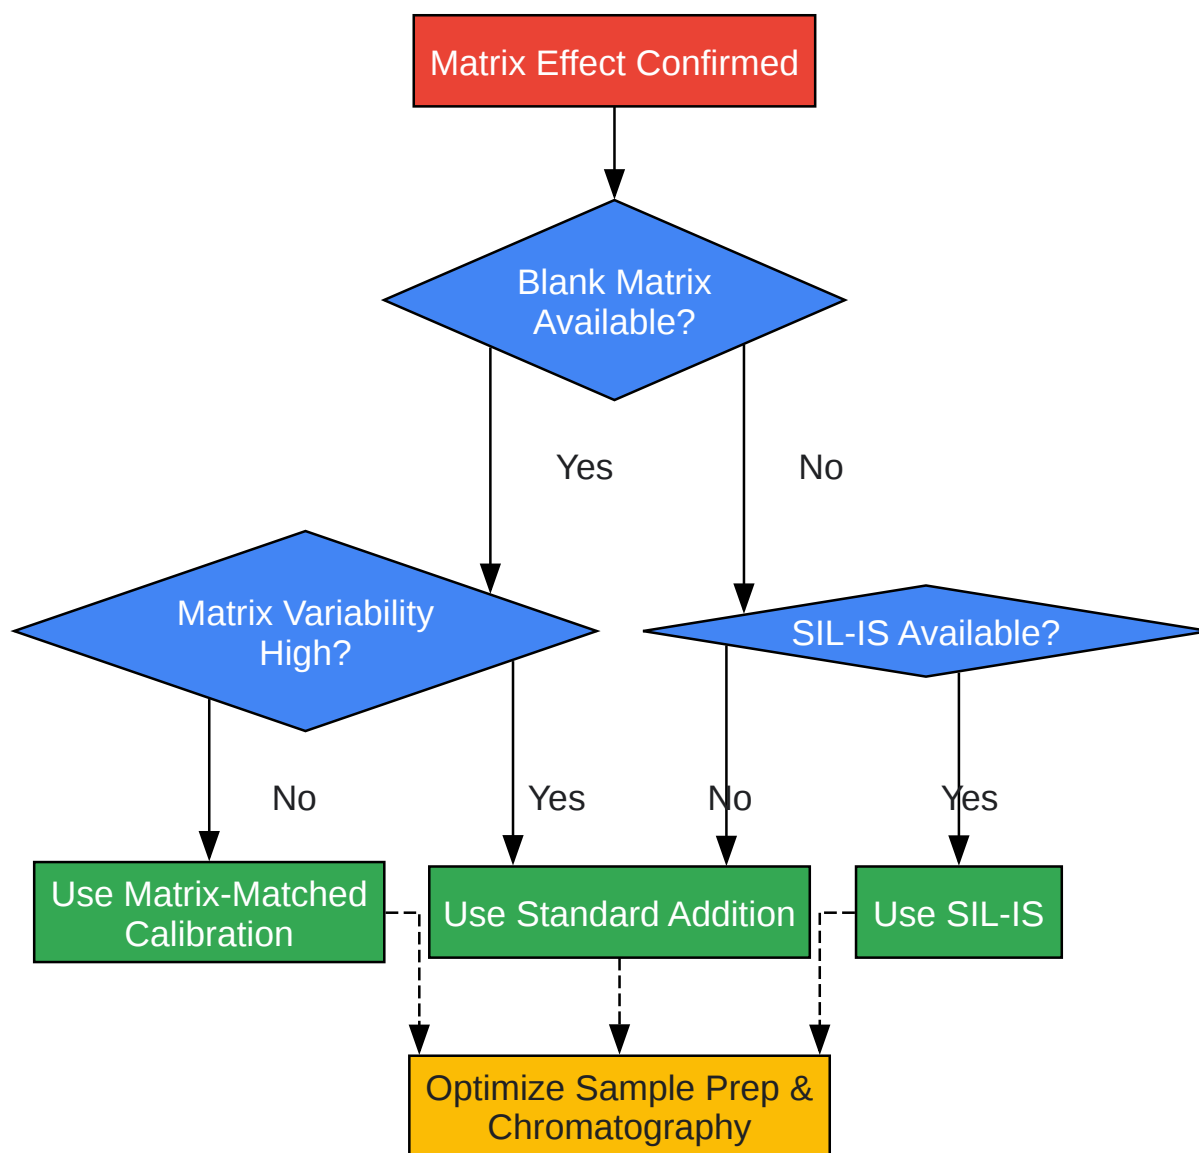 Matrix Effect Confirmed
Blank Matrix
Available?
Yes
No
Matrix Variability
High?
SIL-IS Available?
No
Yes
No
Yes
Use Matrix-Matched
Calibration
Use Standard Addition
Use SIL-IS
Optimize Sample Prep &
Chromatography